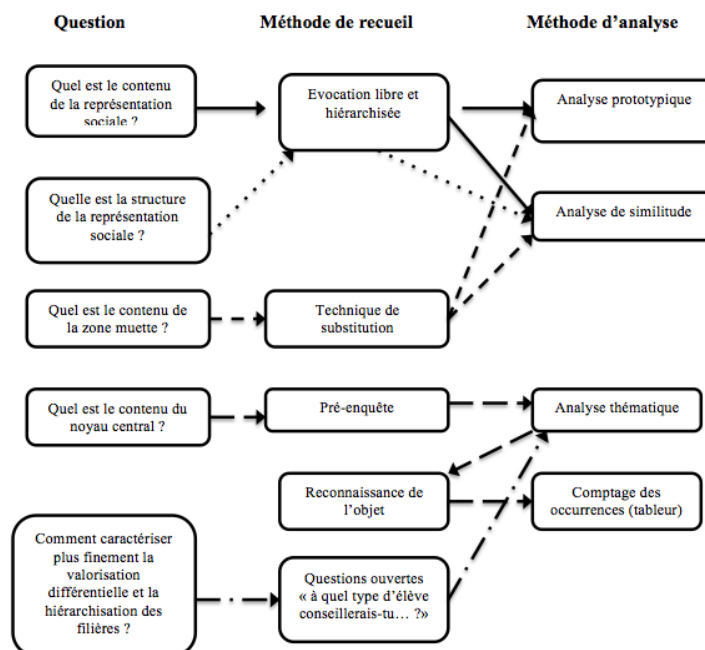 Question
Méthode de recueil
Méthode d'analyse
Quel est le contenu
de la représentation
sociale ?
Evocation libre et
hiérarchisée
Analyse prototypique
Quelle est la structure
de la représentation
sociale ?
Analyse de similitude
Quel est le contenu de
la zone muette ?
Technique de
substitution
Quel est le contenu du
noyau central ?
Pré-enquête
Analyse thématique
Reconnaissance de
l'objet
Comptage des
occurrences (tableur)
Comment caractériser
plus finement la
valorisation
différentielle et la
hiérarchisation des
filières ?
Questions ouvertes
« à quel type d'élève
conseillerais-tu… ?»